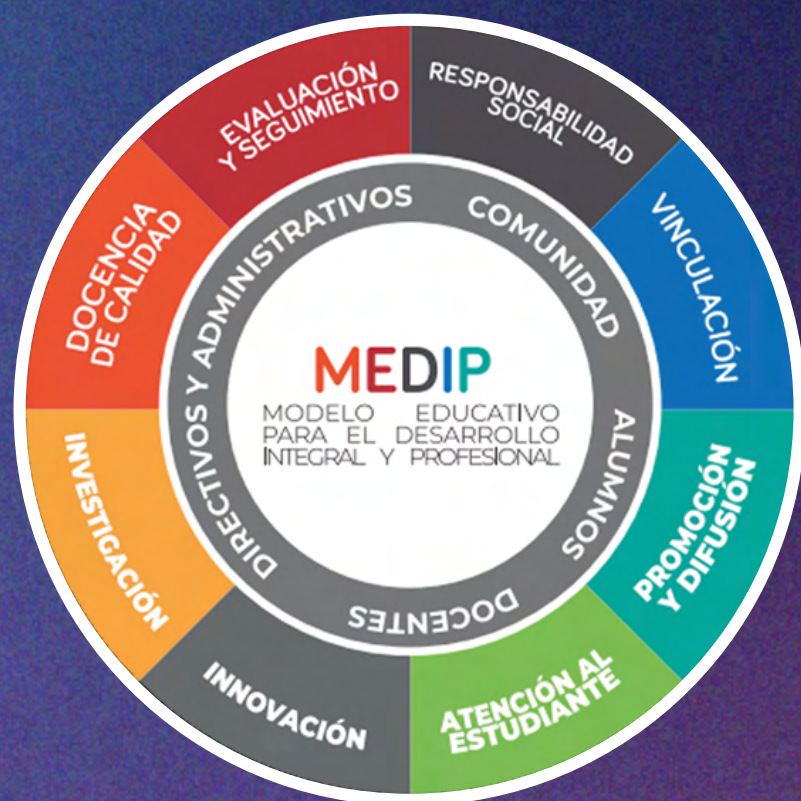 EVALUACIÓN
Y SEGUIMIENTO
RESPONSABILIDAD
SOCIAL
VINCULACIÓN
PROMOCIÓN
Y DIFUSIÓN
ATENCIÓN AL
ESTUDIANTE
INNOVACIÓN
INVESTIGACIÓN
DOCENCIA
DE CALIDAD
DIRECTIVOS Y ADMINISTRATIVOS
COMUNIDAD
ALUMNOS
DOCENTES
MEDIP
MODELO EDUCATIVO
PARA EL DESARROLLO
INTEGRAL Y PROFESIONAL